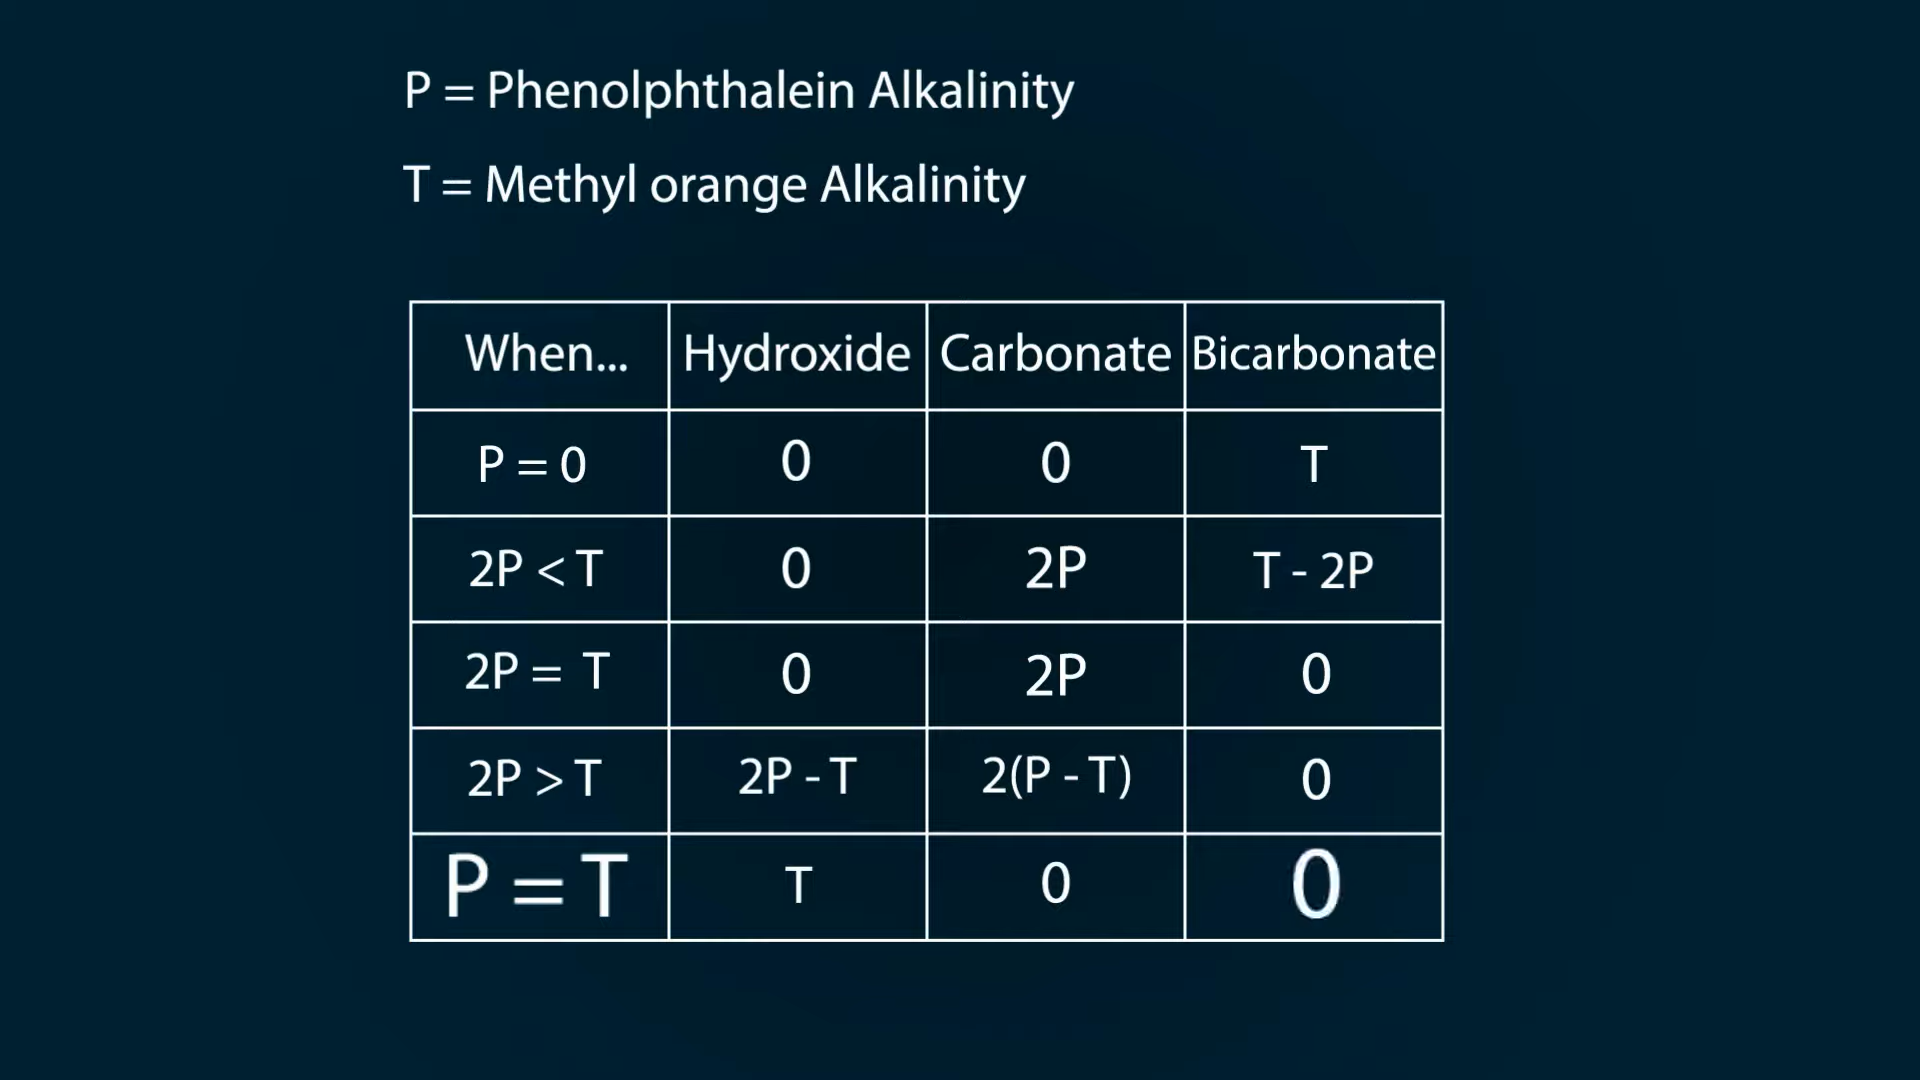 P = Phenolphthalein Alkalinity
T = Methyl orange Alkalinity
When... Hydroxide Carbonate Bicarbonate
P = 0 0 0 T
2P < T 0 2P T - 2P
2P = T 0 2P 0
2P > T 2P - T 2(P - T) 0
P = T T 0 0